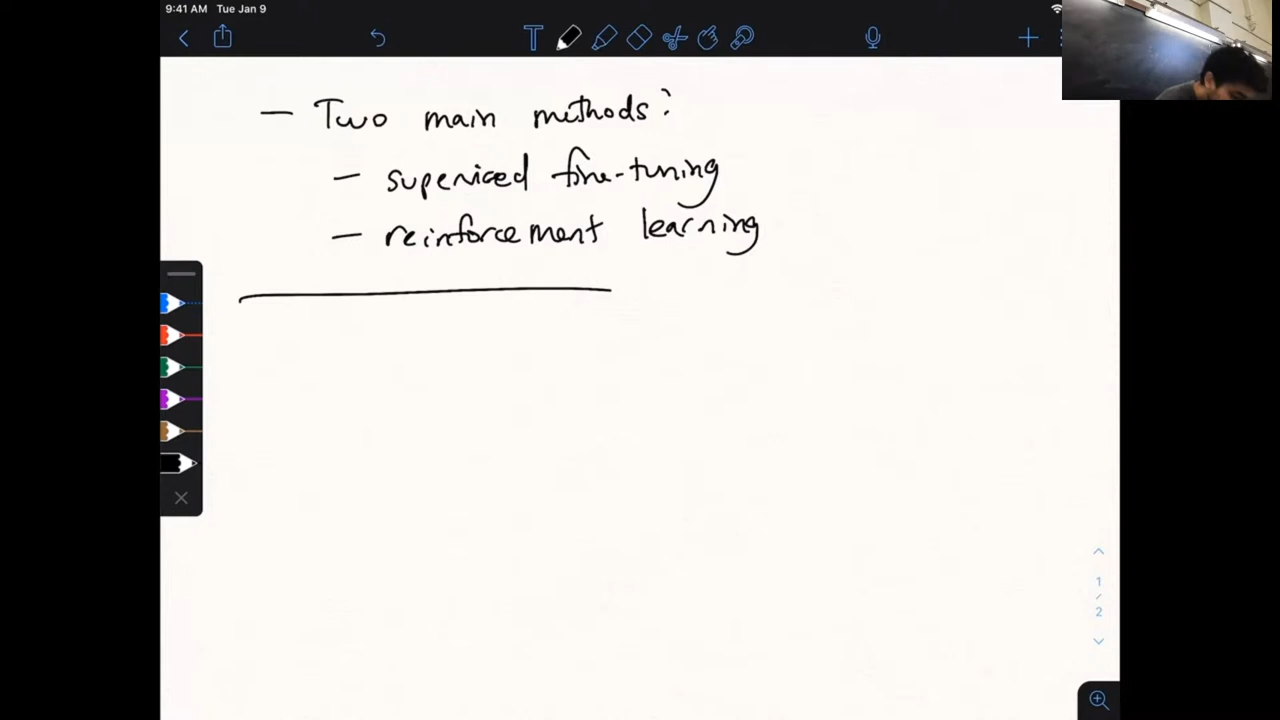 9:41 AM Tue Jan 9
T
— Two main methods:
— supervised fine-tuning
— reinforcement learning
1
/
2